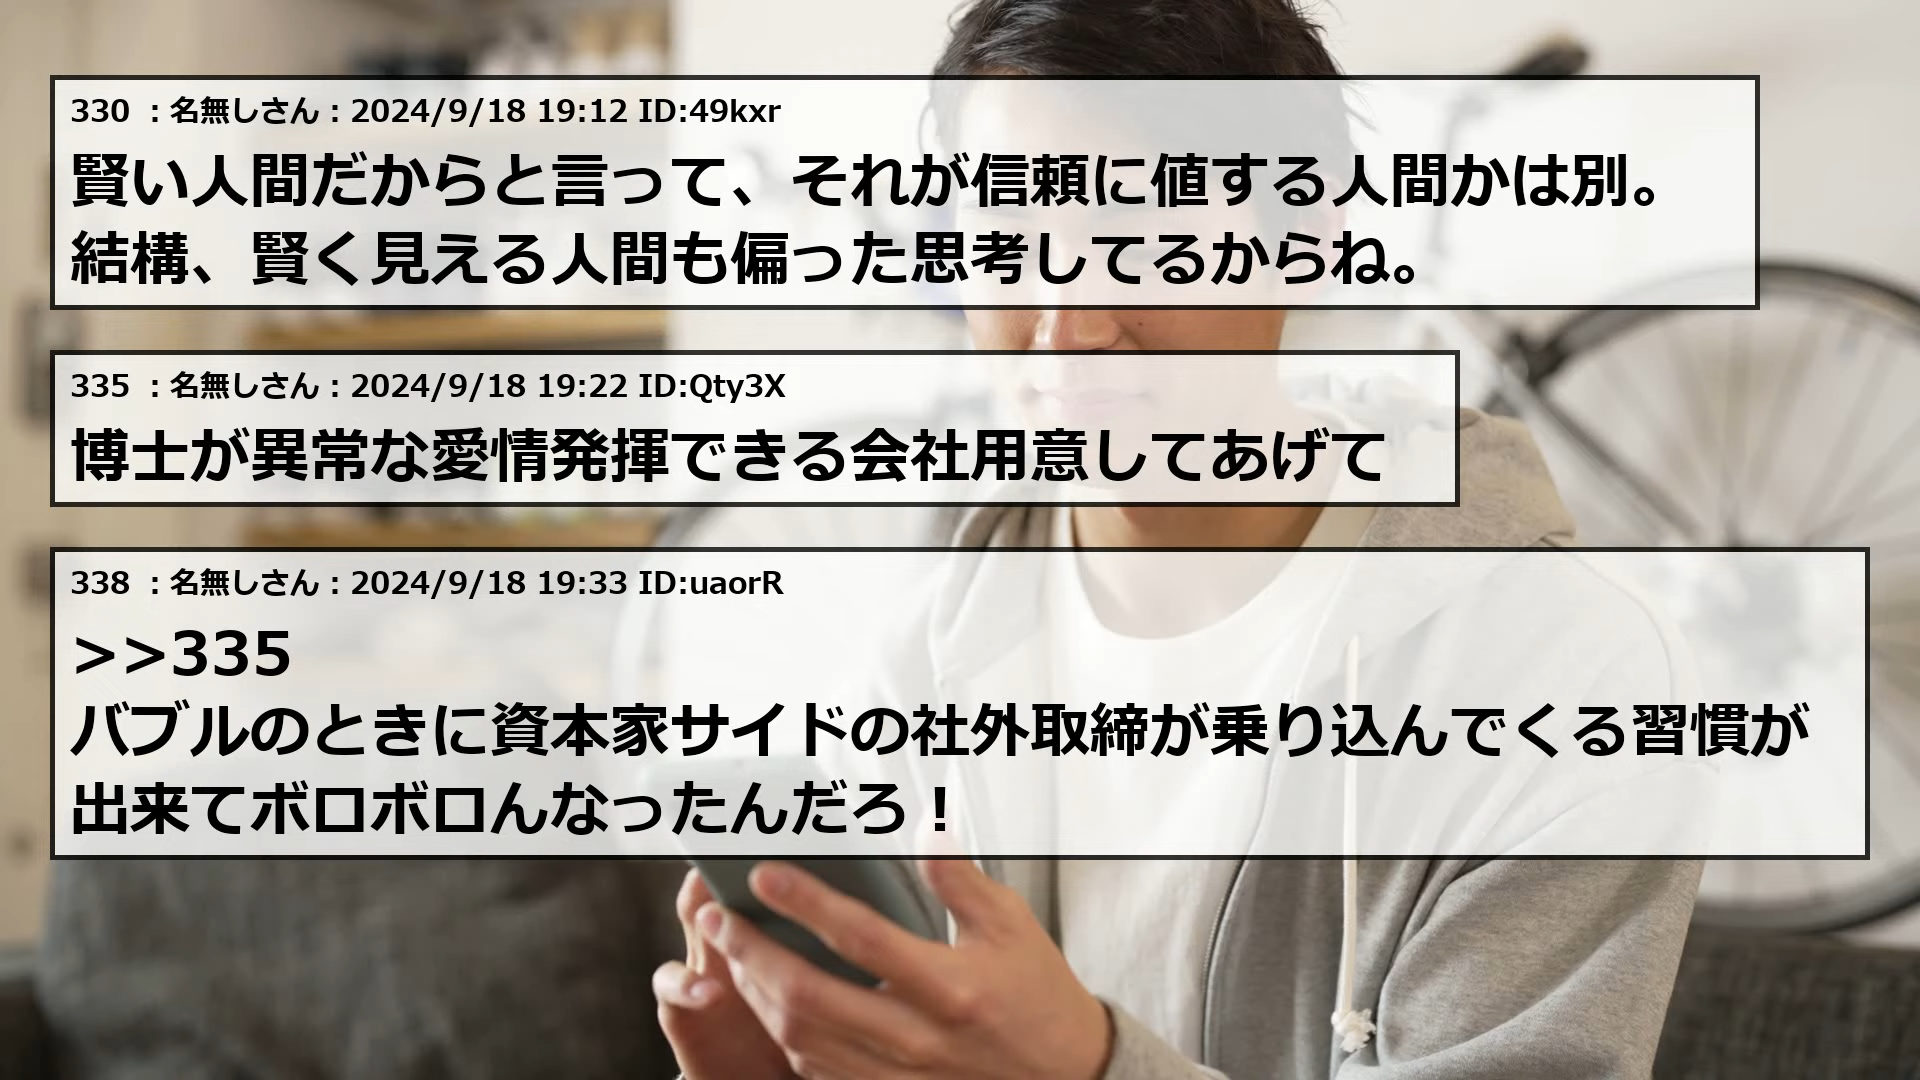 330 ：名無しさん：2024/9/18 19:12 ID:49kxr
賢い人間だからと言って、それが信頼に値する人間かは別。
結構、賢く見える人間も偏った思考してるからね。
335 ：名無しさん：2024/9/18 19:22 ID:Qty3X
博士が異常な愛情発揮できる会社用意してあげて
338 ：名無しさん：2024/9/18 19:33 ID:uaorR
>>335
バブルのときに資本家サイドの社外取締が乗り込んでくる習慣が
出来てボロボロんなったんだろ！